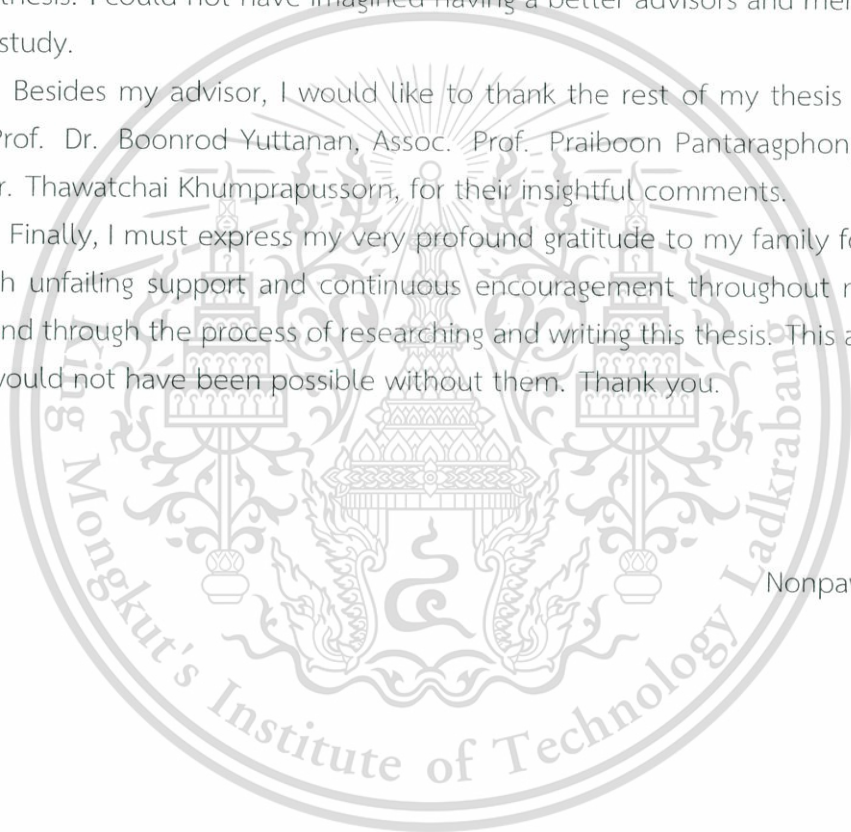 thesis. I could not have imagined having a better advisors and
study.
Besides my advisor, I would like to thank the rest of my thesis
Prof. Dr. Boonrod Yuttanan, Assoc. Prof. Praiboon Pantaragphon
r. Thawatchai Khumprapussorn, for their insightful comments.
Finally, I must express my very profound gratitude to my family
unfailing support and continuous encouragement throughout
nd through the process of researching and writing this thesis. This
would not have been possible without them. Thank you.
Nonpa
King Mongkut's Institute of Technology Ladkrabang